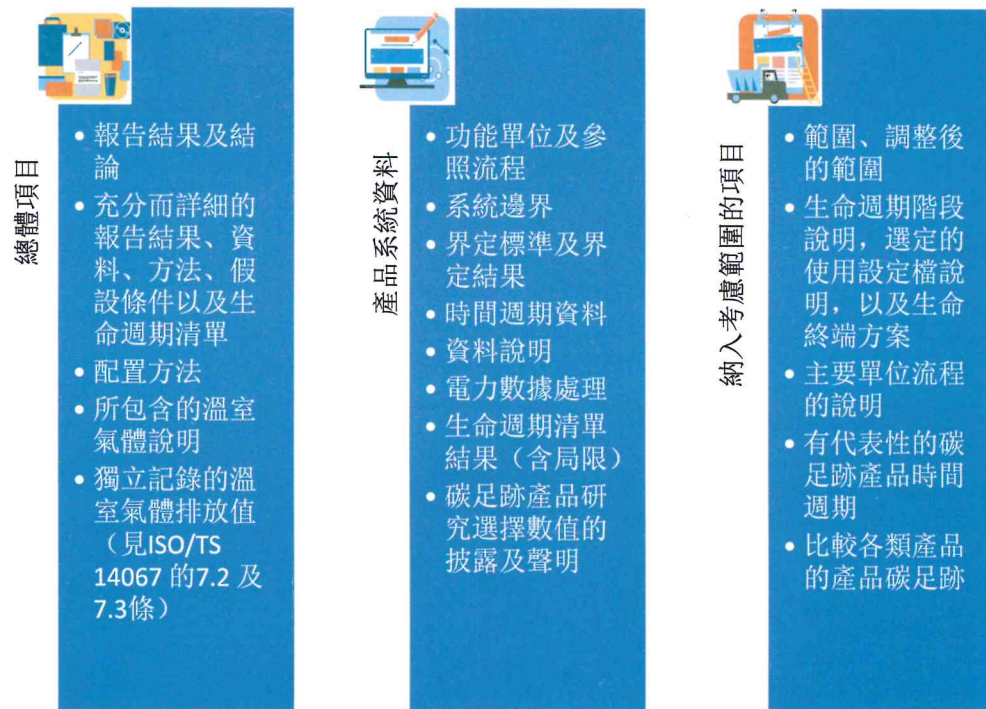 總體項目
• 報告結果及結
論
• 充分而詳細的
報告結果、資
料、方法、假
設條件以及生
命週期清單
• 配置方法
• 所包含的溫室
氣體說明
• 獨立記錄的溫
室氣體排放值
（見ISO/TS
14067 的7.2 及
7.3條）
產品系統資料
• 功能單位及參
照流程
• 系統邊界
• 界定標準及界
定結果
• 時間週期資料
• 資料說明
• 電力數據處理
• 生命週期清單
結果（含局限）
• 碳足跡產品研
究選擇數值的
披露及聲明
納入考慮範圍的項目
• 範圍、調整後
的範圍
• 生命週期階段
說明，選定的
使用設定檔說
明，以及生命
終端方案
• 主要單位流程
的說明
• 有代表性的碳
足跡產品時間
週期
• 比較各類產品
的產品碳足跡